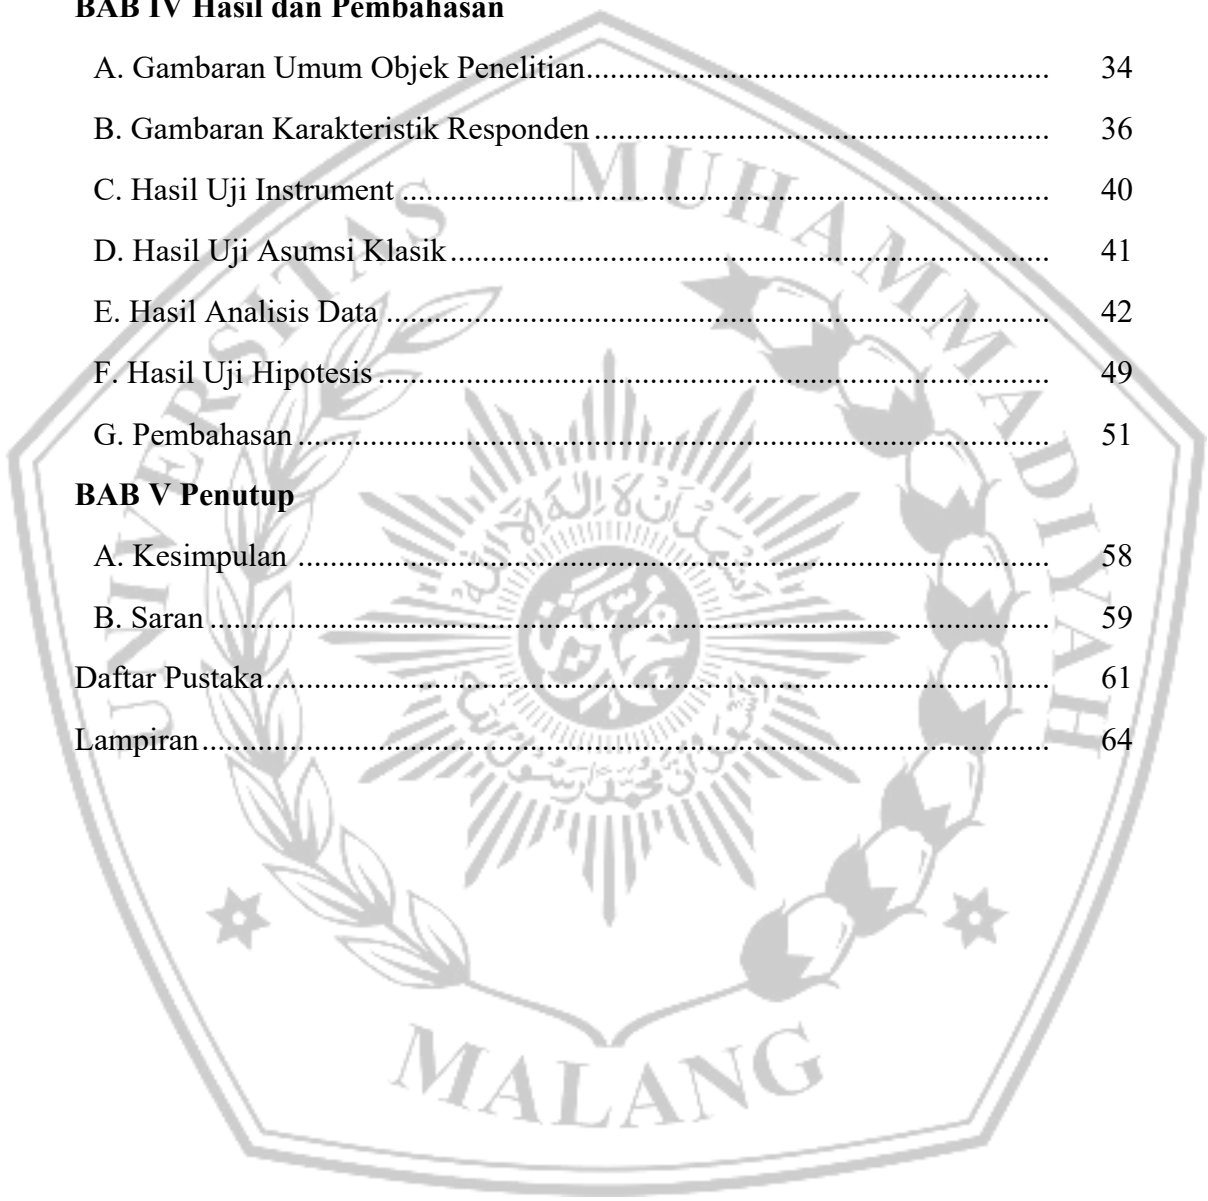 BAB IV Hasil dan Pembahasan
A. Gambaran Umum Objek Penelitian.......................................................... 34
B. Gambaran Karakteristik Responden ......................................................... 36
C. Hasil Uji Instrument ................................................................................. 40
D. Hasil Uji Asumsi Klasik........................................................................... 41
E. Hasil Analisis Data ................................................................................... 42
F. Hasil Uji Hipotesis .................................................................................... 49
G. Pembahasan .............................................................................................. 51
BAB V Penutup
A. Kesimpulan .............................................................................................. 58
B. Saran ......................................................................................................... 59
Daftar Pustaka.................................................................................................. 61
Lampiran .......................................................................................................... 64
UNIVERSITAS MUHAMMADIYAH
MALANG